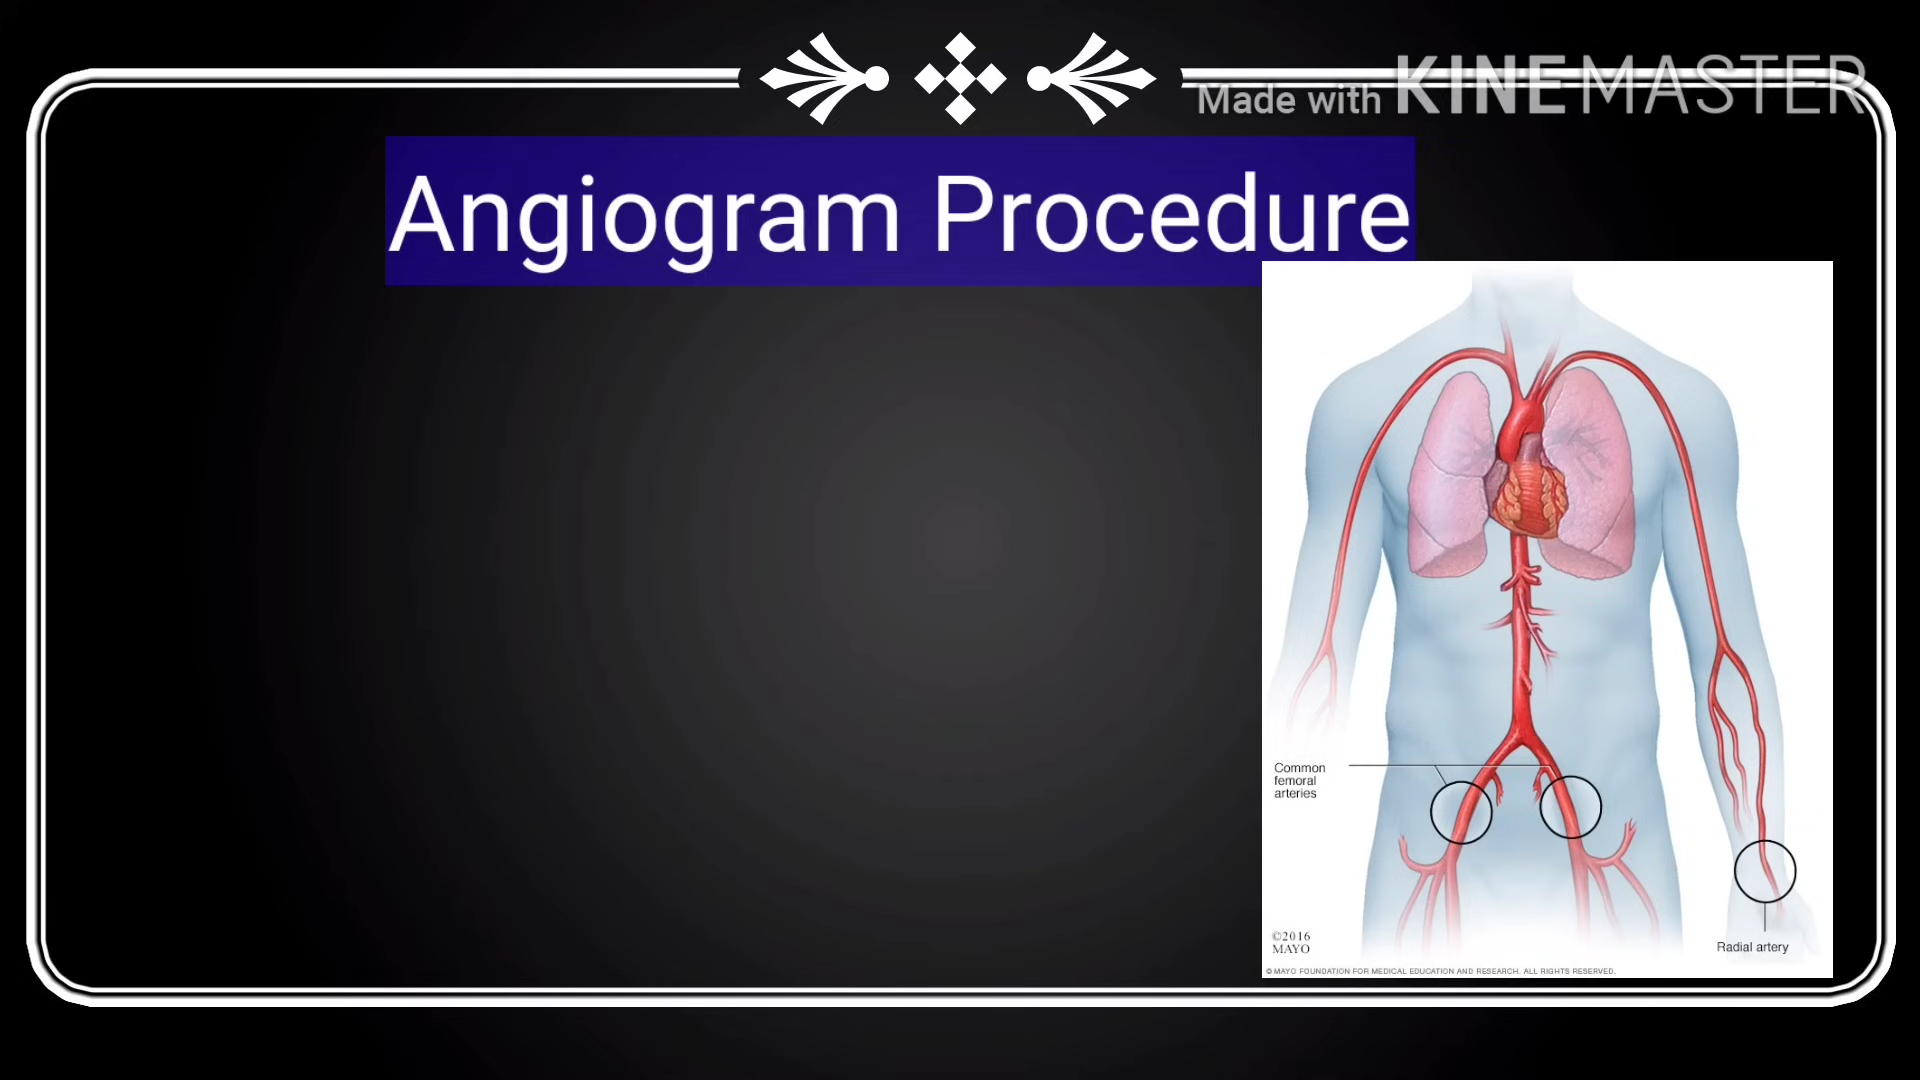 Made with KINEMASTER
Angiogram Procedure
Common
femoral
arteries
©2016
MAYO
Radial artery
© MAYO FOUNDATION FOR MEDICAL EDUCATION AND RESEARCH. ALL RIGHTS RESERVED.